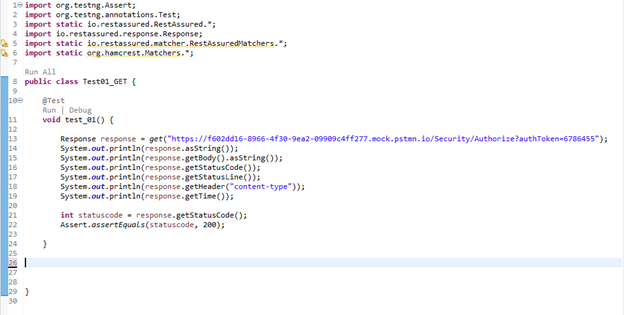 1 import org.testng.Assert;
2 import org.testng.annotations.Test;
3 import static io.restassured.RestAssured.*;
4 import io.restassured.response.Response;
5 import static io.restassured.matcher.RestAssuredMatchers.*;
6 import static org.hamcrest.Matchers.*;
7
Run All
8 public class Test01_GET {
9
10 @Test
Run | Debug
11 void test_01() {
12
13 Response response = get("https://f602dd16-8966-4f30-9ea2-09909c4ff277.mock.pstmn.io/Security/Authorize?authToken=6786455");
14 System.out.println(response.asString());
15 System.out.println(response.getBody().asString());
16 System.out.println(response.getStatusCode());
17 System.out.println(response.getStatusLine());
18 System.out.println(response.getHeader("content-type"));
19 System.out.println(response.getTime());
20
21 int statuscode = response.getStatusCode();
22 Assert.assertEquals(statuscode, 200);
23
24 }
25
26
27
28
29 }
30